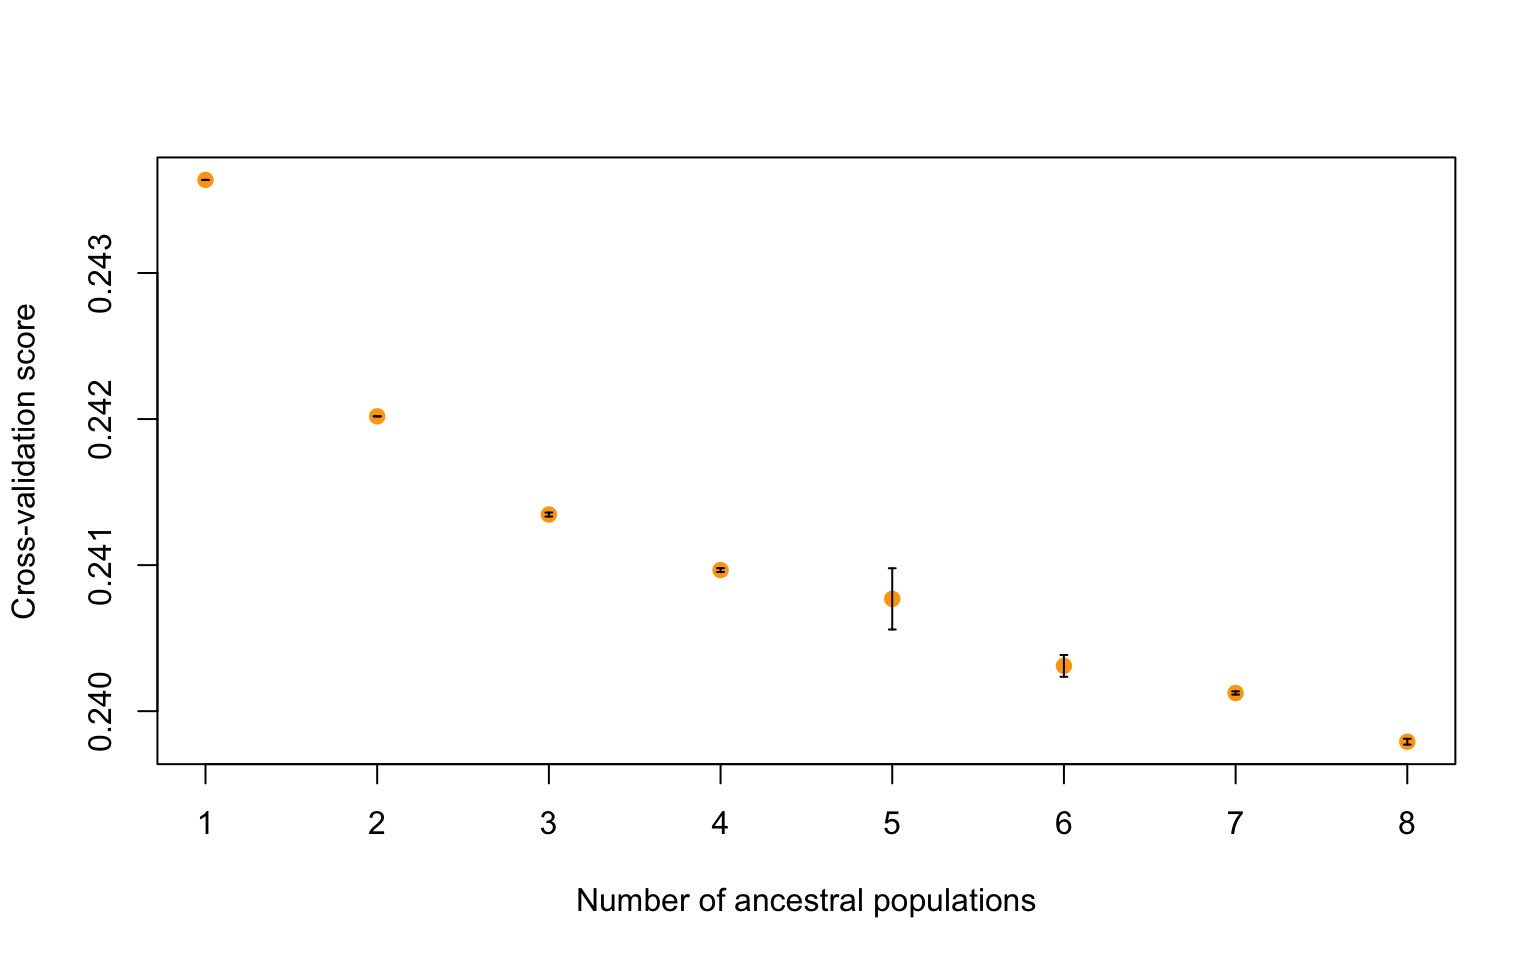 Cross-validation score
0.243
0.242
0.241
0.240
1 2 3 4 5 6 7 8
Number of ancestral populations